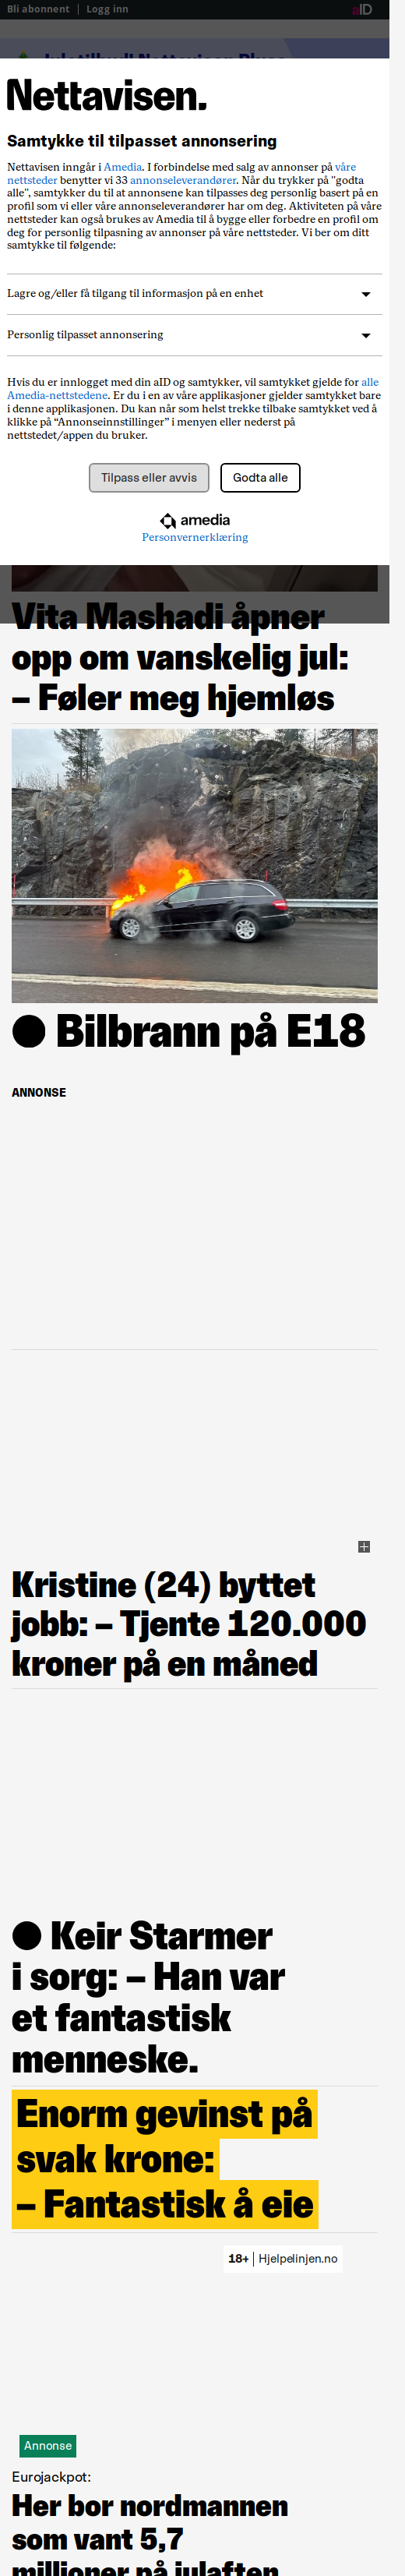 Bli abonnent | Logg inn
aID
Nettavisen.
Samtykke til tilpasset annonsering
Nettavisen inngår i Amedia. I forbindelse med salg av annonser på våre
nettsteder benytter vi 33 annonseleverandører. Når du trykker på "godta
alle", samtykker du til at annonsene kan tilpasses deg personlig basert på en
profil som vi eller våre annonseleverandører har om deg. Aktiviteten på våre
nettsteder kan også brukes av Amedia til å bygge eller forbedre en profil om
deg for personlig tilpasning av annonser på våre nettsteder. Vi ber om ditt
samtykke til følgende:
Lagre og/eller få tilgang til informasjon på en enhet
Personlig tilpasset annonsering
Hvis du er innlogget med din aID og samtykker, vil samtykket gjelde for alle
Amedia-nettstedene. Er du i en av våre applikasjoner gjelder samtykket bare
i denne applikasjonen. Du kan når som helst trekke tilbake samtykket ved å
klikke på “Annonseinnstillinger” i menyen eller nederst på
nettstedet/appen du bruker.
Tilpass eller avvis
Godta alle
amedia
Personvernerklæring
Vita Mashadi åpner
opp om vanskelig jul:
– Føler meg hjemløs
Bilbrann på E18
ANNONSE
Kristine (24) byttet
jobb: – Tjente 120.000
kroner på en måned
Keir Starmer
i sorg: – Han var
et fantastisk
menneske.
Enorm gevinst på
svak krone:
– Fantastisk å eie
18+ | Hjelpelinjen.no
Annonse
Eurojackpot:
Her bor nordmannen
som vant 5,7
millioner på julaften